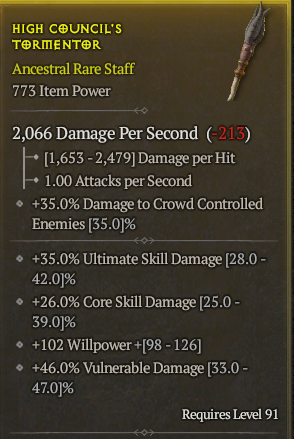 HIGH COUNCIL'S
TORMENTOR
Ancestral Rare Staff
773 Item Power
2,066 Damage Per Second (-213)
[1,653 - 2,479] Damage per Hit
1.00 Attacks per Second
+35.0% Damage to Crowd Controlled
Enemies [35.0]%
+35.0% Ultimate Skill Damage [28.0 -
42.0]%
+26.0% Core Skill Damage [25.0 -
39.0]%
+102 Willpower +[98 - 126]
+46.0% Vulnerable Damage [33.0 -
47.0]%
Requires Level 91